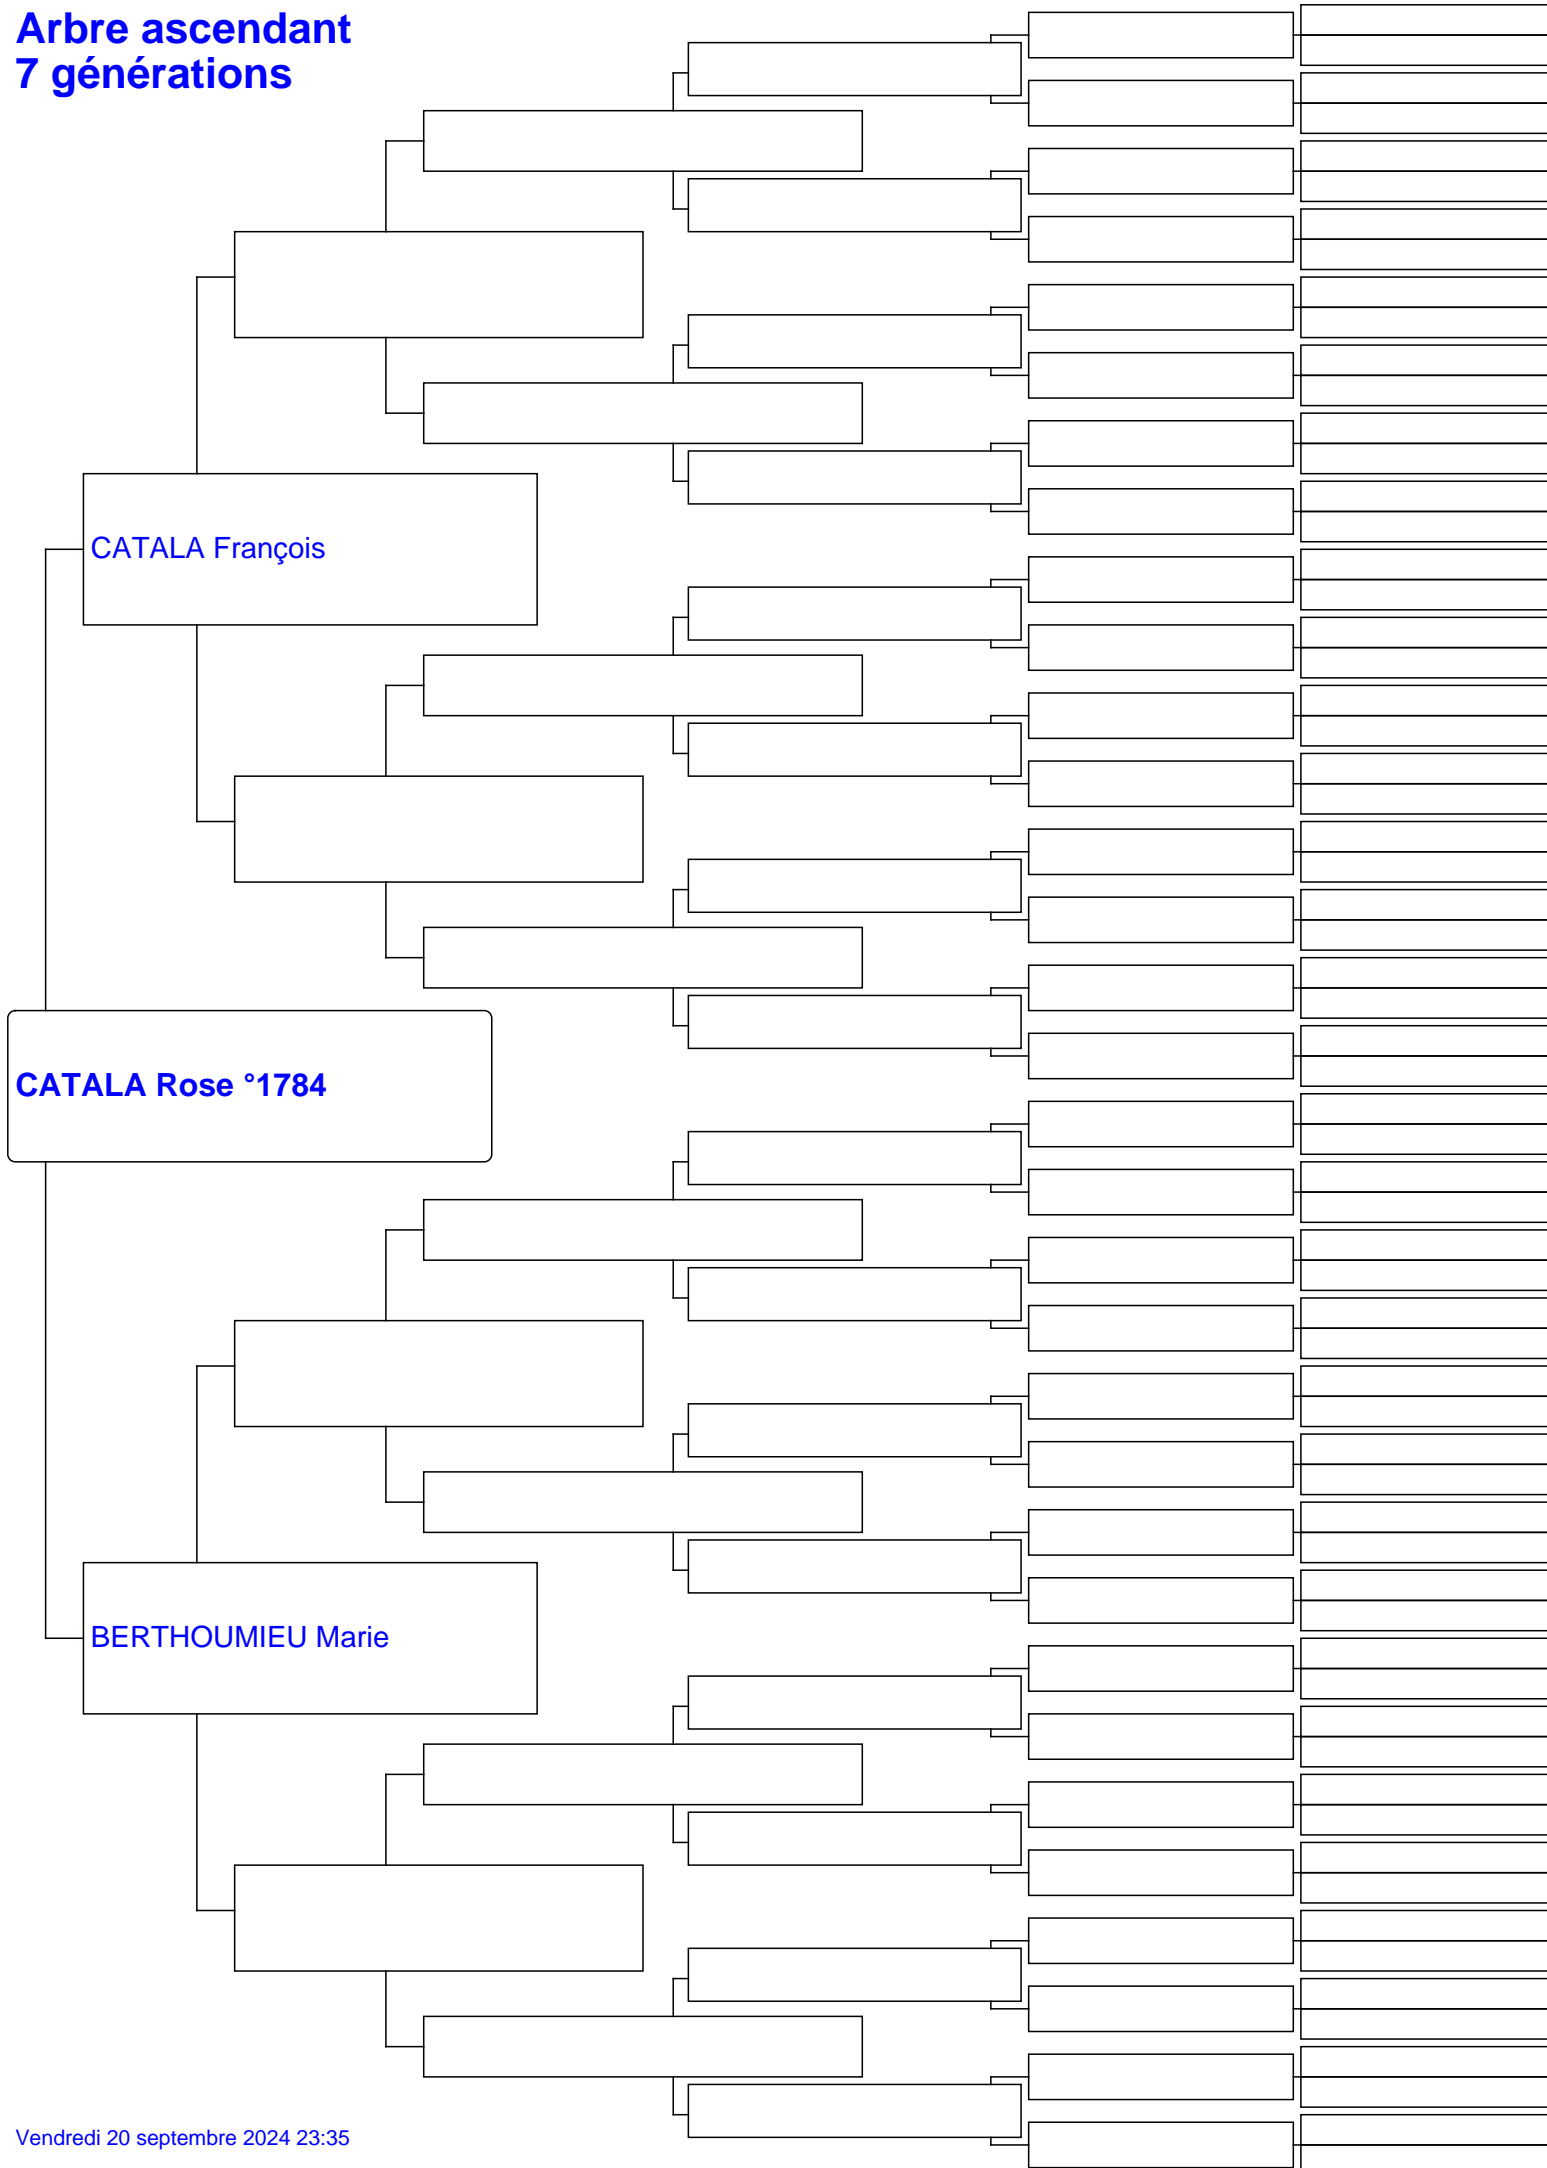 Arbre ascendant
7 générations
CATALA François
CATALA Rose °1784
BERTHOUMIEU Marie
Vendredi 20 septembre 2024 23:35